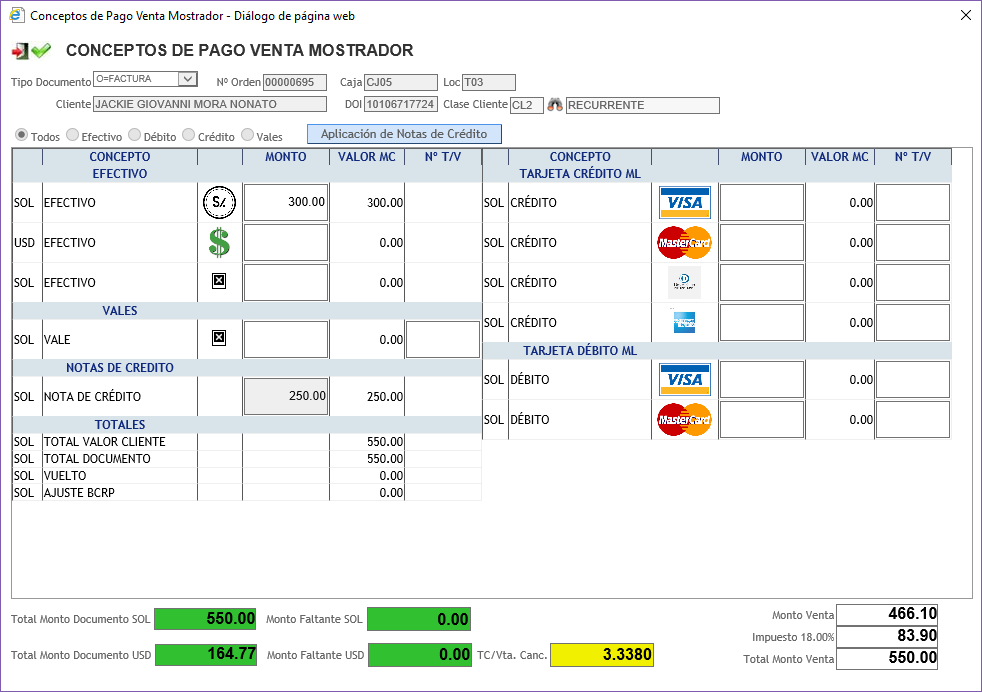 Conceptos de Pago Venta Mostrador - Diálogo de página web
CONCEPTOS DE PAGO VENTA MOSTRADOR
Tipo Documento O=FACTURA Nº Orden 00000695 Caja CJ05 Loc T03
Cliente JACKIE GIOVANNI MORA NONATO DOI 10106717724 Clase Cliente CL2 RECURRENTE
Todos Efectivo Débito Crédito Vales Aplicación de Notas de Crédito
CONCEPTO MONTO VALOR MC Nº T/V
EFECTIVO
SOL EFECTIVO S/. 300.00 300.00
USD EFECTIVO $ 0.00
SOL EFECTIVO 0.00
VALES
SOL VALE 0.00
NOTAS DE CREDITO
SOL NOTA DE CRÉDITO 250.00 250.00
TOTALES
SOL TOTAL VALOR CLIENTE 550.00
SOL TOTAL DOCUMENTO 550.00
SOL VUELTO 0.00
SOL AJUSTE BCRP 0.00
CONCEPTO MONTO VALOR MC Nº T/V
TARJETA CRÉDITO ML
SOL CRÉDITO VISA 0.00
SOL CRÉDITO MasterCard 0.00
SOL CRÉDITO 0.00
SOL CRÉDITO 0.00
TARJETA DÉBITO ML
SOL DÉBITO VISA 0.00
SOL DÉBITO MasterCard 0.00
Total Monto Documento SOL 550.00 Monto Faltante SOL 0.00
Total Monto Documento USD 164.77 Monto Faltante USD 0.00 TC/Vta. Canc. 3.3380
Monto Venta 466.10
Impuesto 18.00% 83.90
Total Monto Venta 550.00